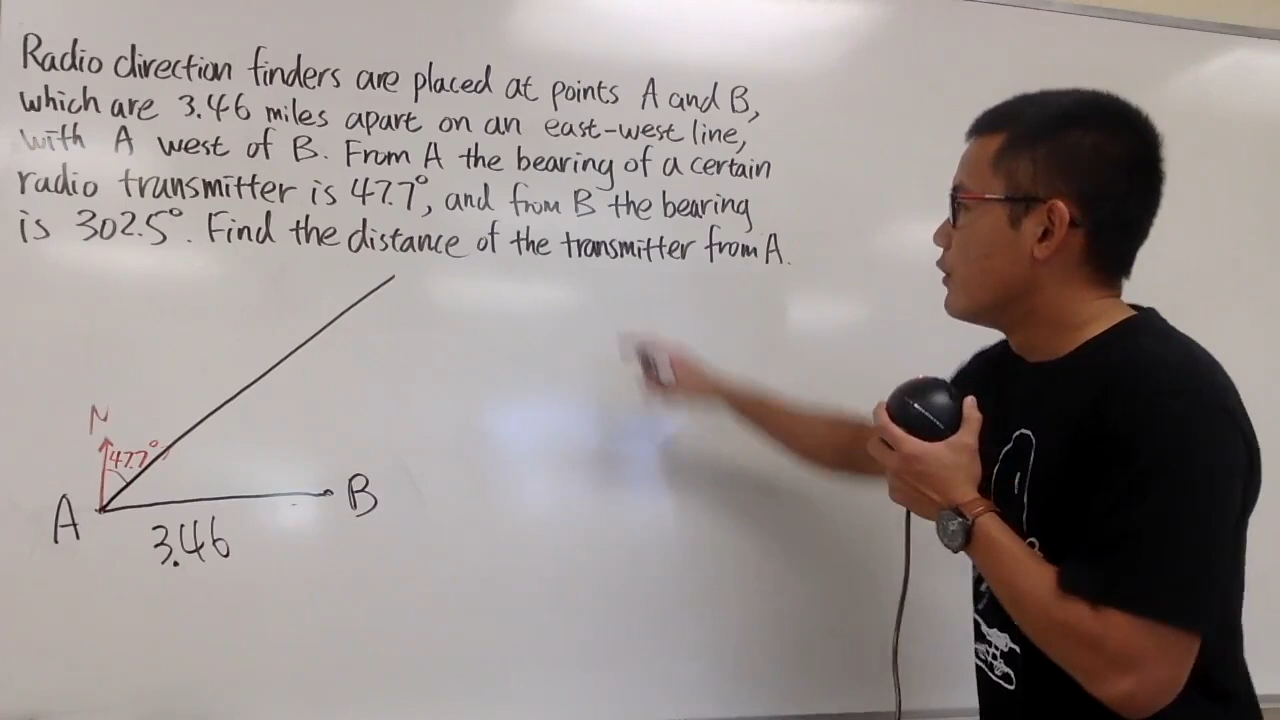 Radio direction finders are placed at points A and B,
which are 3.46 miles apart on an east-west line,
with A west of B. From A the bearing of a certain
radio transmitter is 47.7°, and from B the bearing
is 302.5°. Find the distance of the transmitter from A.
N
47.7°
A
B
3.46